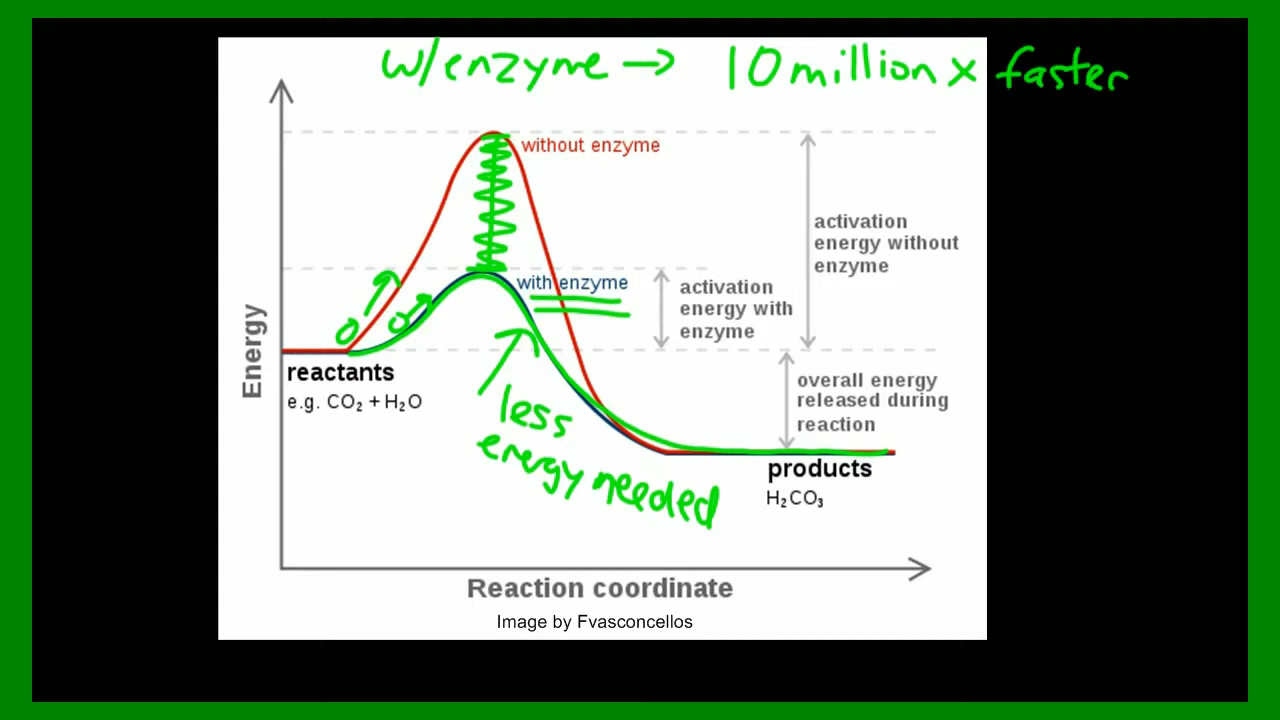 w/enzyme → 10 million x faster
without enzyme
with enzyme
activation
energy without
enzyme
activation
energy with
enzyme
Energy
reactants
e.g. CO₂ + H₂O
overall energy
released during
reaction
less
energy needed
products
H₂CO₃
Reaction coordinate
Image by Fvasconcellos